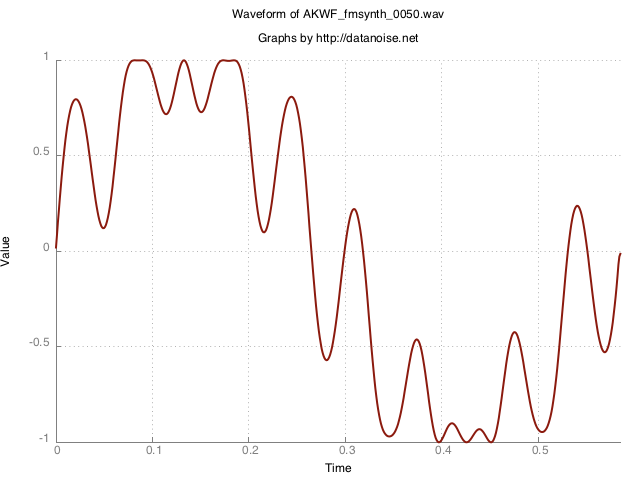 Waveform of AKWF_fmsynth_0050.wav
Graphs by http://datanoise.net
1
0.5
0
-0.5
-1
Value
0 0.1 0.2 0.3 0.4 0.5
Time